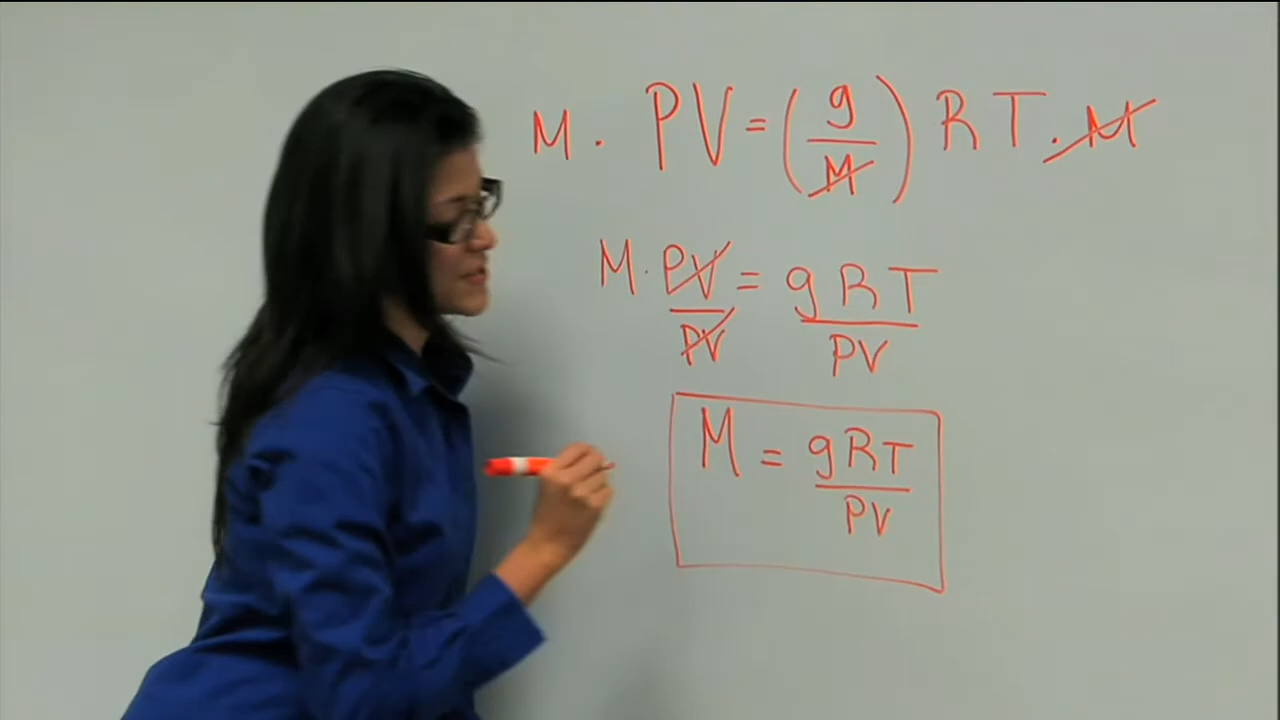 M · PV = (g/M) RT · M
M · PV/PV = gRT/PV
M = gRT/PV